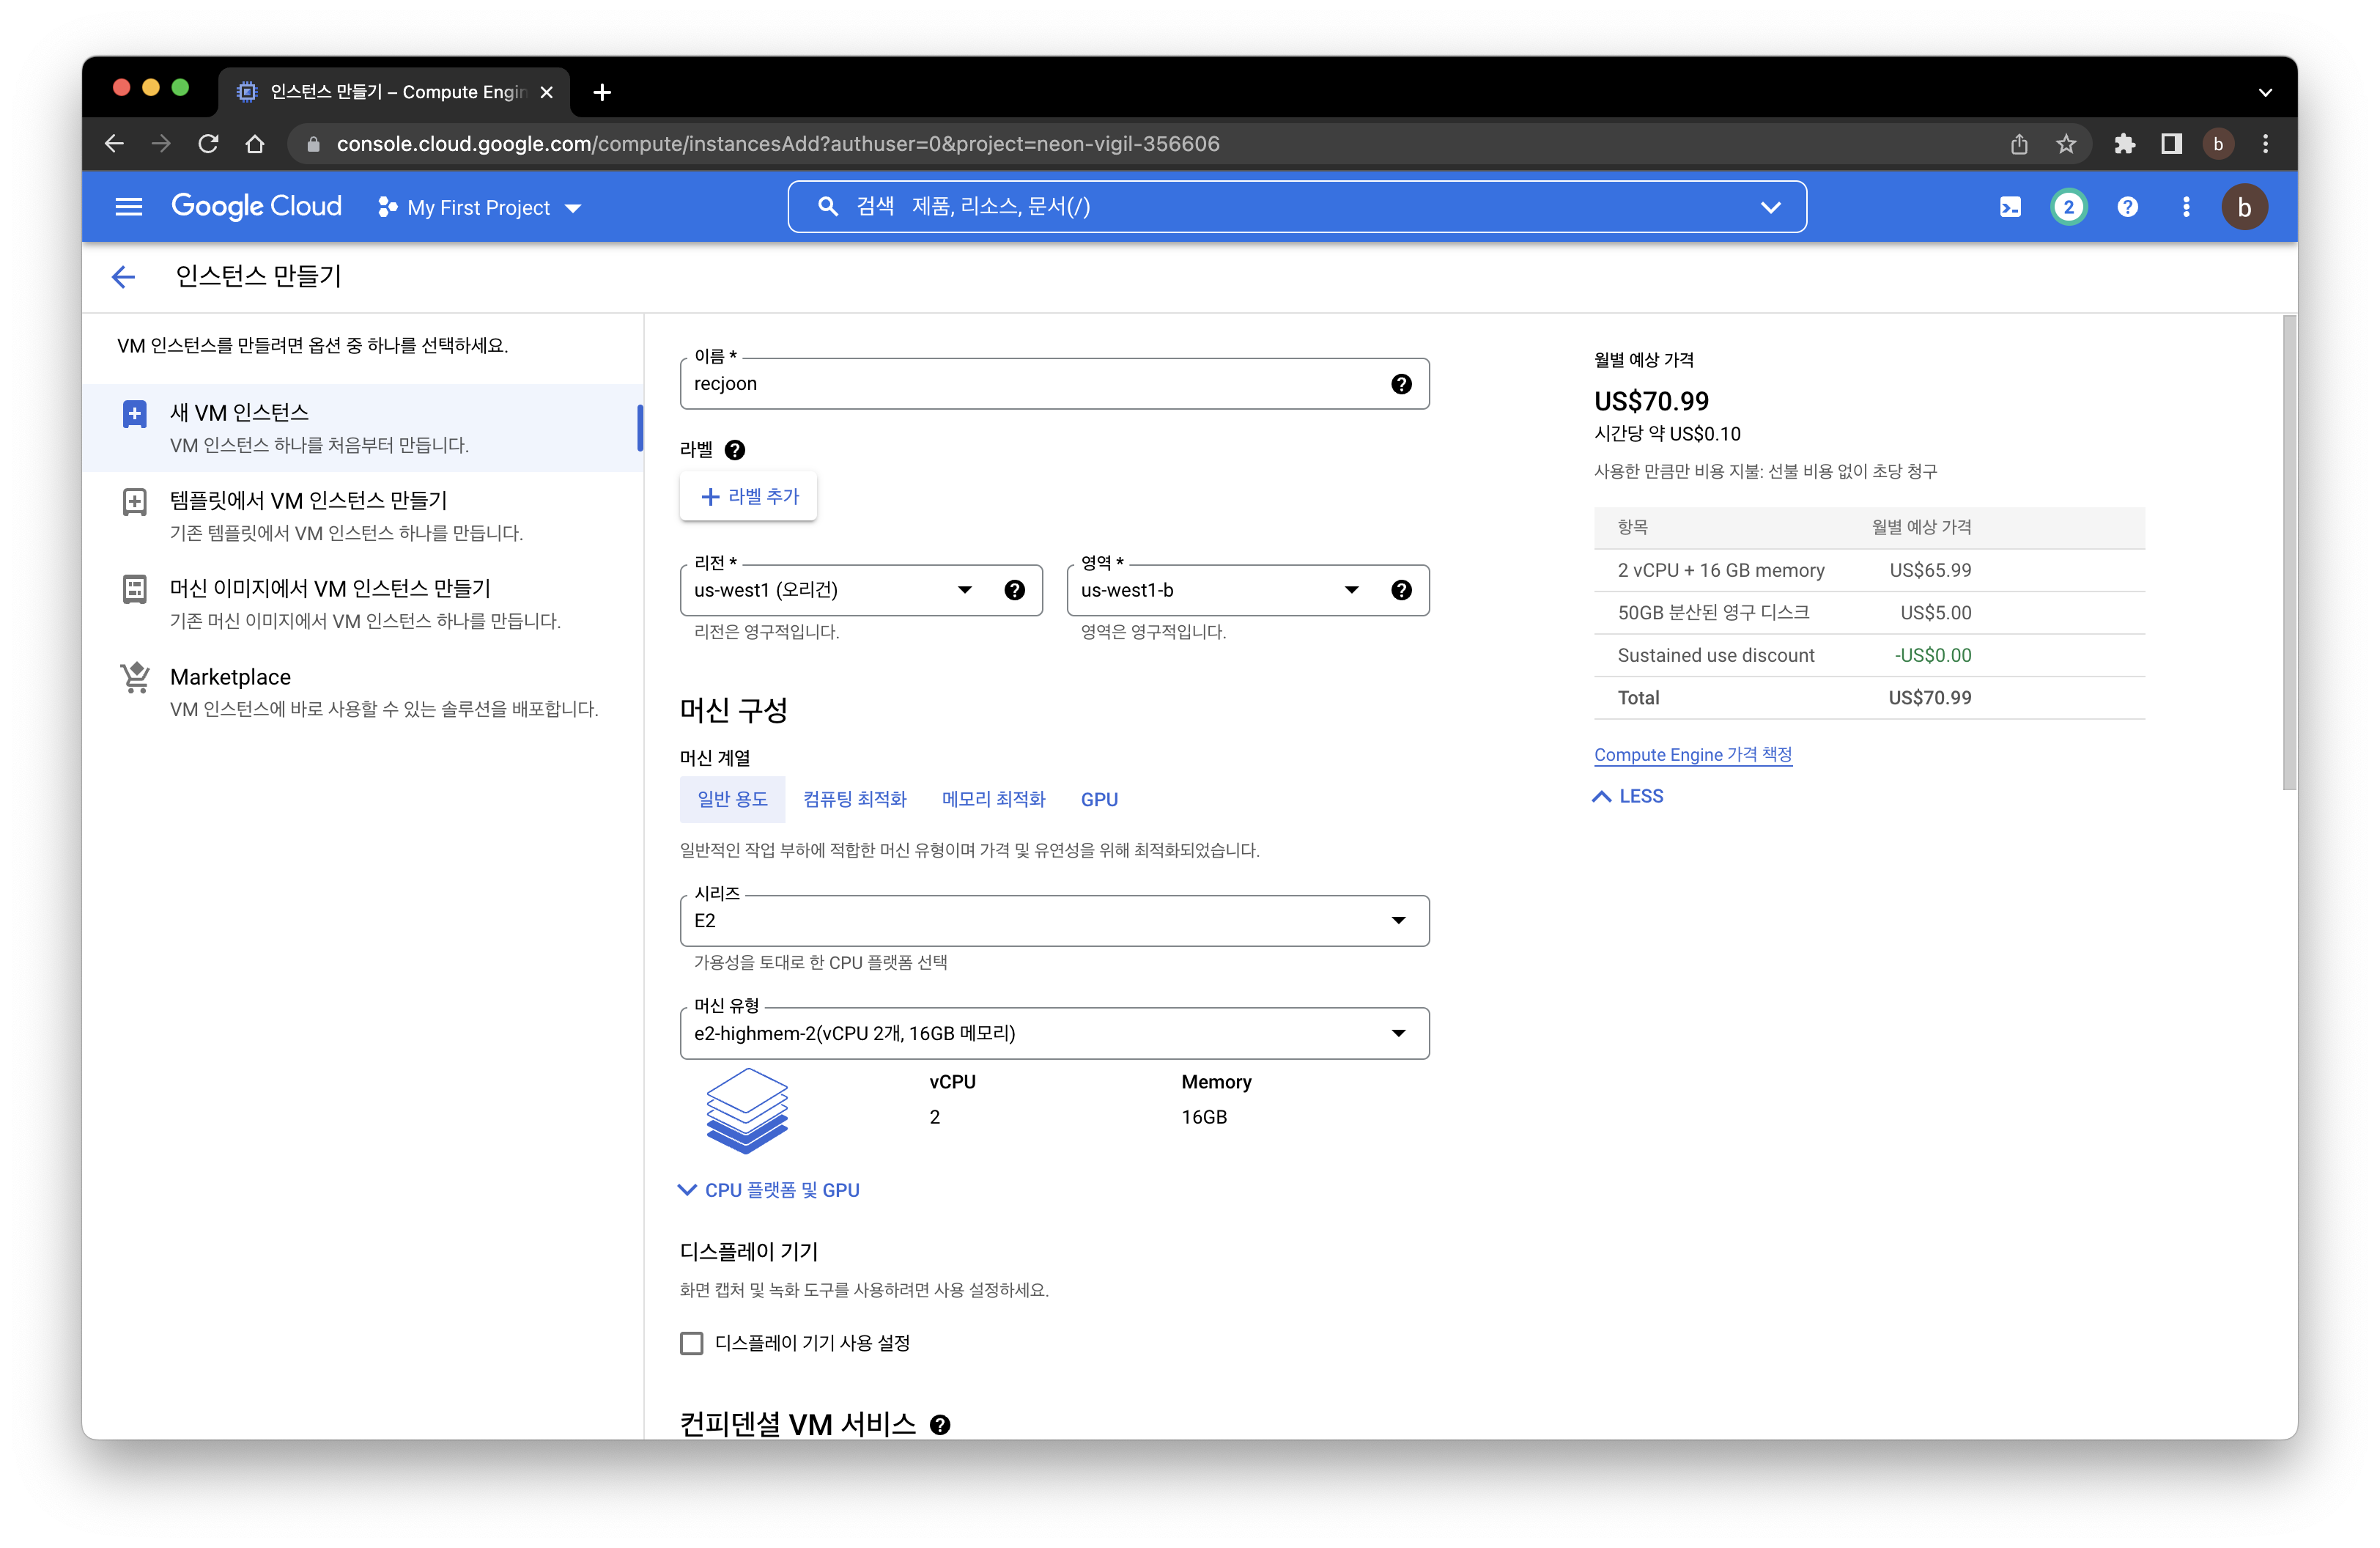 인스턴스 만들기 – Compute Engin
console.cloud.google.com/compute/instancesAdd?authuser=0&project=neon-vigil-356606
b
Google Cloud
My First Project
검색 제품, 리소스, 문서(/)
2
b
인스턴스 만들기
VM 인스턴스를 만들려면 옵션 중 하나를 선택하세요.
새 VM 인스턴스
VM 인스턴스 하나를 처음부터 만듭니다.
템플릿에서 VM 인스턴스 만들기
기존 템플릿에서 VM 인스턴스 하나를 만듭니다.
머신 이미지에서 VM 인스턴스 만들기
기존 머신 이미지에서 VM 인스턴스 하나를 만듭니다.
Marketplace
VM 인스턴스에 바로 사용할 수 있는 솔루션을 배포합니다.
이름 *
recjoon
라벨
라벨 추가
리전 *
us-west1 (오리건)
리전은 영구적입니다.
영역 *
us-west1-b
영역은 영구적입니다.
머신 구성
머신 계열
일반 용도 컴퓨팅 최적화 메모리 최적화 GPU
일반적인 작업 부하에 적합한 머신 유형이며 가격 및 유연성을 위해 최적화되었습니다.
시리즈
E2
가용성을 토대로 한 CPU 플랫폼 선택
머신 유형
e2-highmem-2(vCPU 2개, 16GB 메모리)
vCPU Memory
2 16GB
CPU 플랫폼 및 GPU
디스플레이 기기
화면 캡처 및 녹화 도구를 사용하려면 사용 설정하세요.
디스플레이 기기 사용 설정
컨피덴셜 VM 서비스
월별 예상 가격
US$70.99
시간당 약 US$0.10
사용한 만큼만 비용 지불: 선불 비용 없이 초당 청구
항목 월별 예상 가격
2 vCPU + 16 GB memory US$65.99
50GB 분산된 영구 디스크 US$5.00
Sustained use discount -US$0.00
Total US$70.99
Compute Engine 가격 책정
LESS